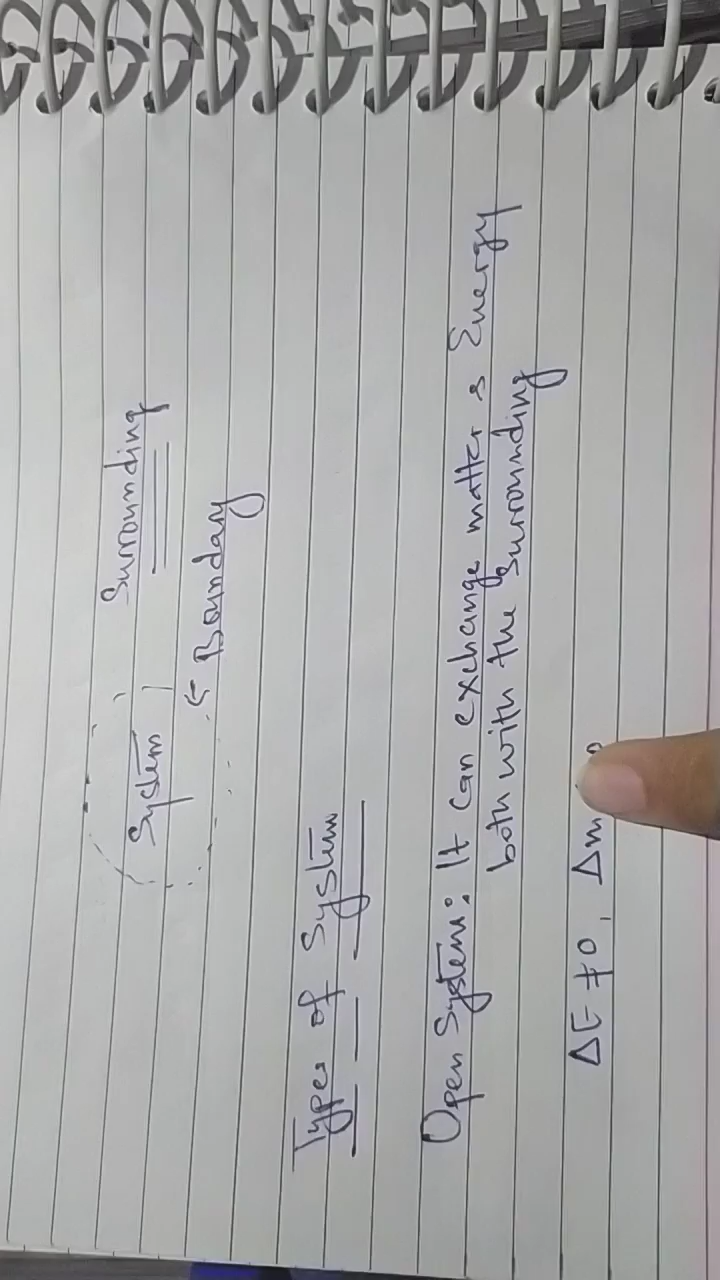 System Surrounding
← Boundary
Types of System
Open System: It can exchange matter & Energy
both with the surrounding
ΔE ≠ 0, Δm